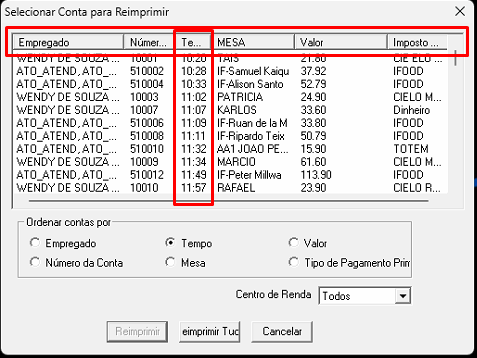 Selecionar Conta para Reimprimir
Empregado Númer... Te... MESA Valor Imposto ...
WENDY DE SOUZA ... 10001 10:20 TAIS 21.80 CIE ELO ...
ATO_ATEND, ATO_... 510002 10:28 IF-Samuel Kaiqu 37.92 IFOOD
ATO_ATEND, ATO_... 510004 10:33 IF-Alison Santo 52.79 IFOOD
WENDY DE SOUZA ... 10003 11:02 PATRICIA 24.90 CIELO M...
WENDY DE SOUZA ... 10007 11:07 KARLOS 33.60 Dinheiro
ATO_ATEND, ATO_... 510006 11:09 IF-Ruan de la M 33.80 IFOOD
ATO_ATEND, ATO_... 510008 11:11 IF-Ripardo Teix 50.79 IFOOD
ATO_ATEND, ATO_... 510010 11:32 AA1 JOAO PE... 15.90 TOTEM
WENDY DE SOUZA ... 10009 11:34 MARCIO 61.60 CIELO M...
ATO_ATEND, ATO_... 510012 11:49 IF-Peter Millwa 113.90 IFOOD
WENDY DE SOUZA ... 10010 11:57 RAFAEL 23.90 CIELO R...
Ordenar contas por
Empregado Tempo Valor
Número da Conta Mesa Tipo de Pagamento Prim
Centro de Renda Todos
Reimprimir eimprimir Tud Cancelar